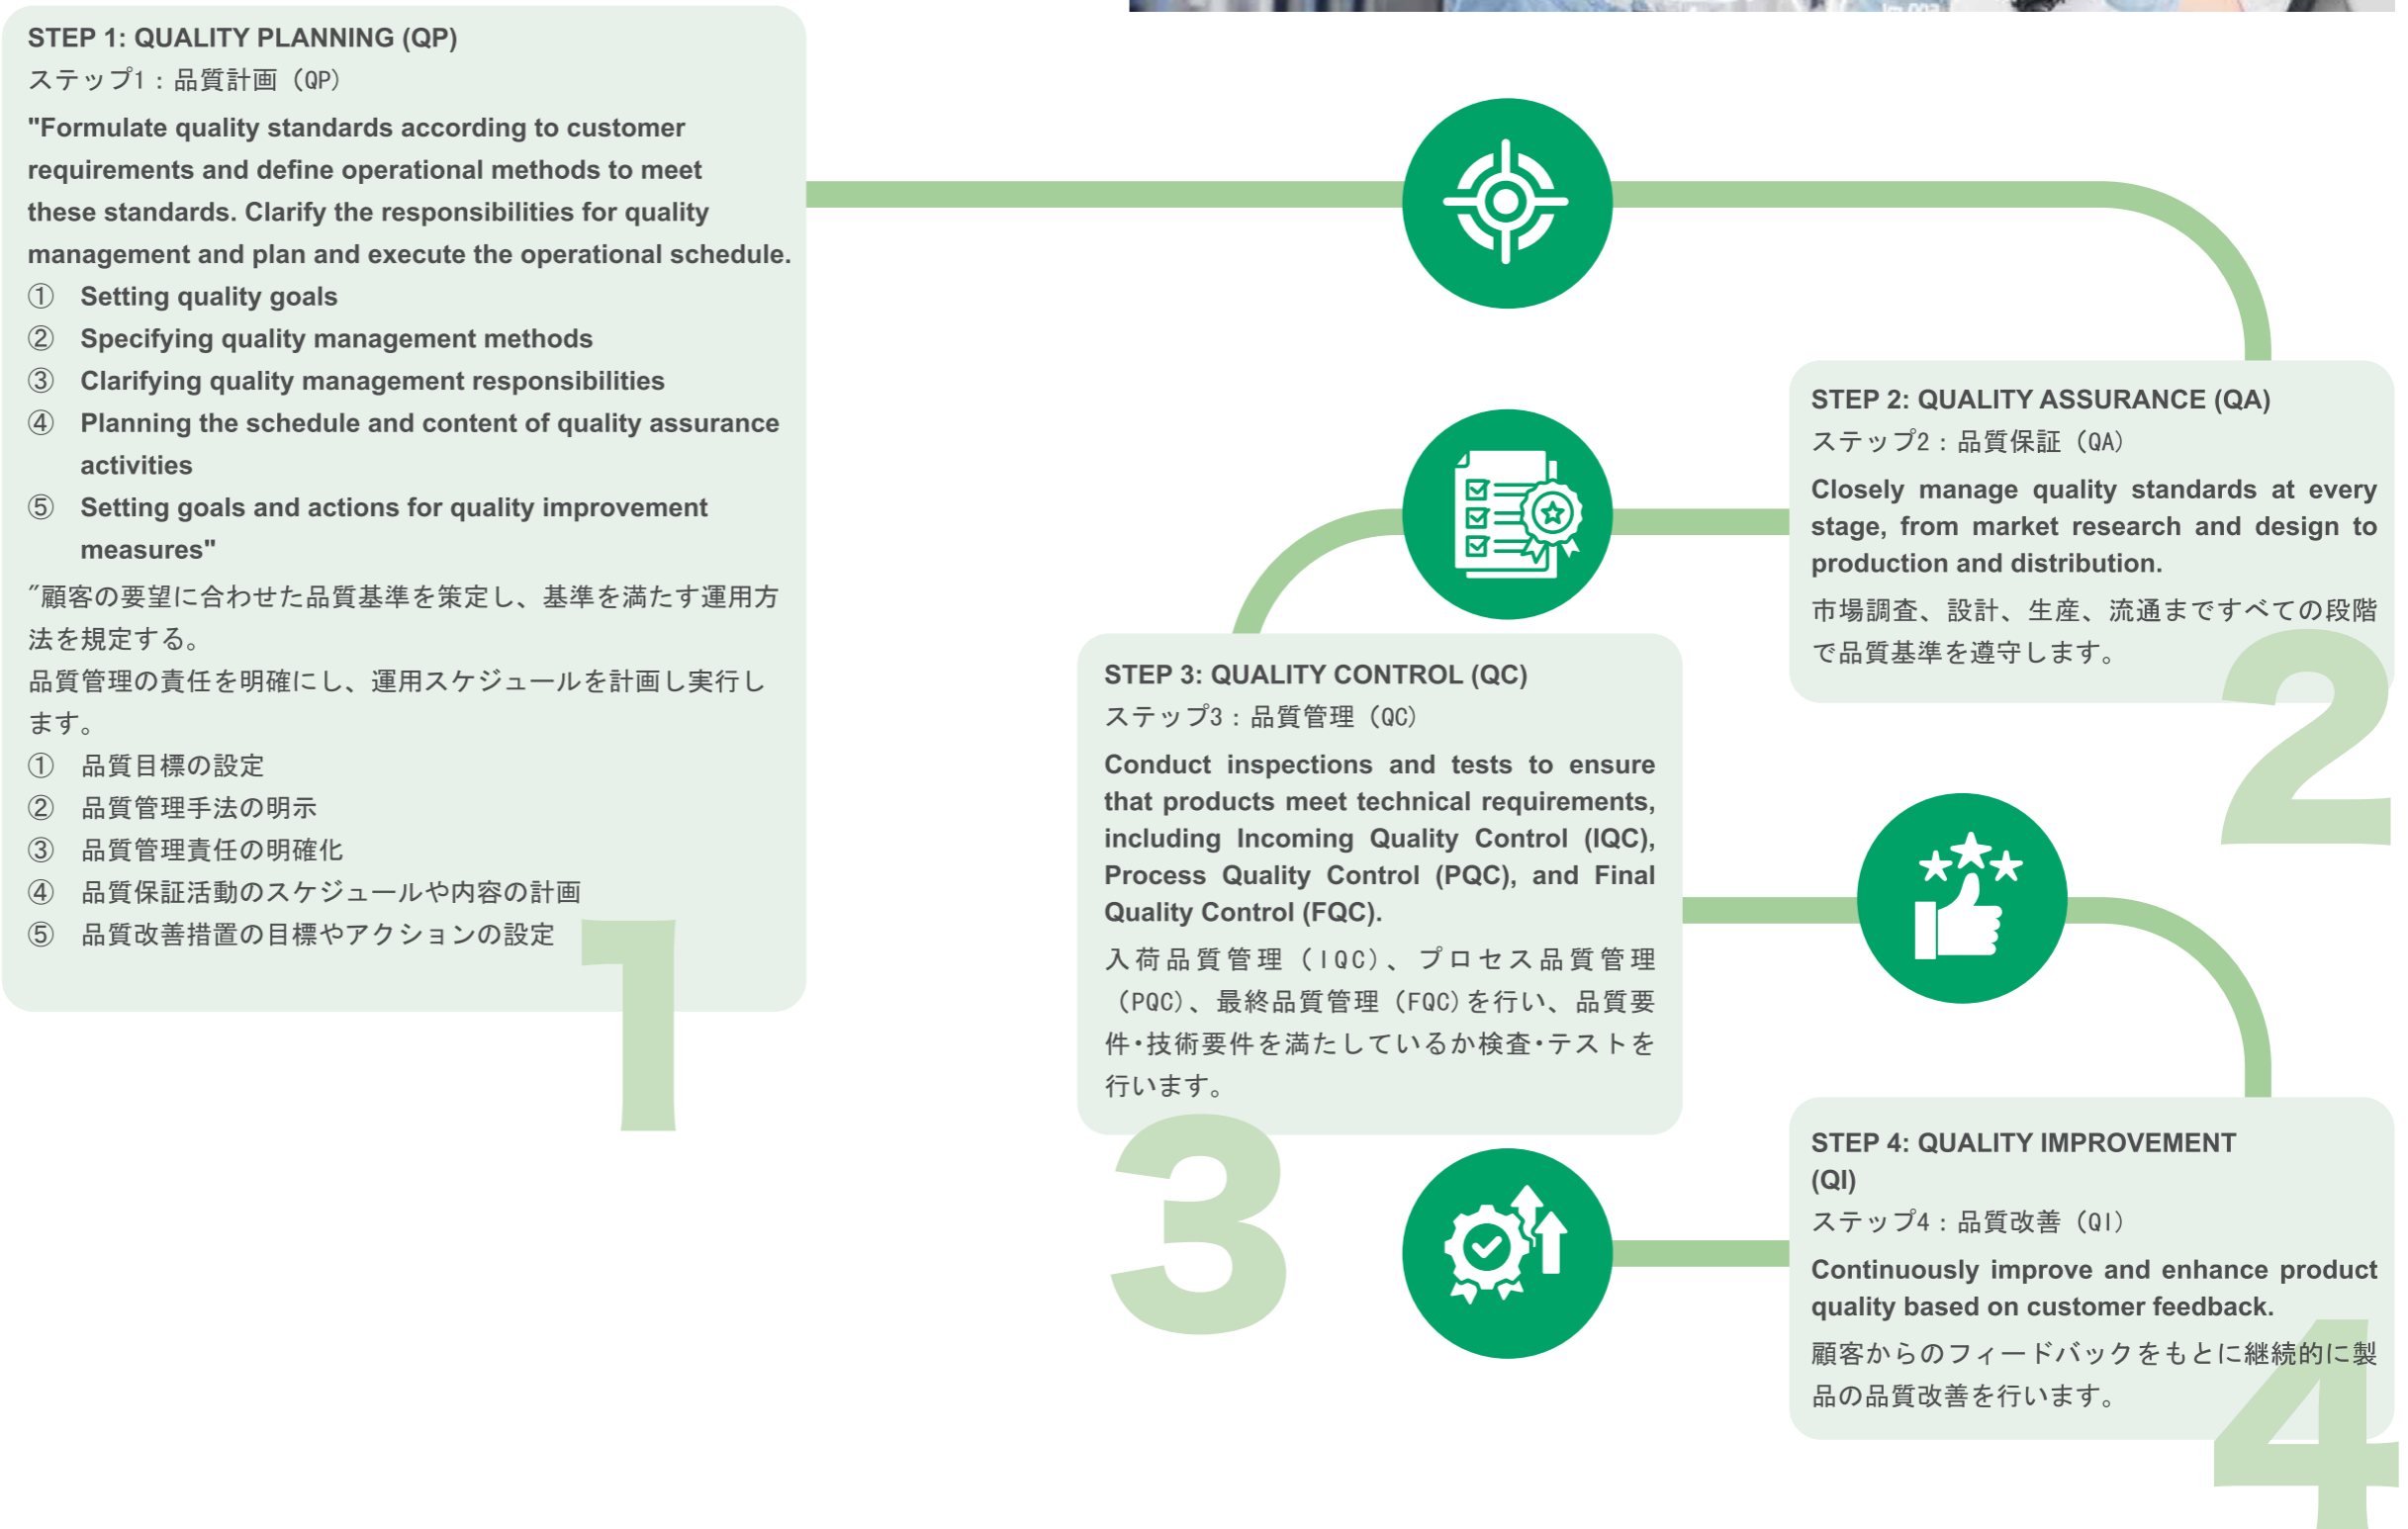 STEP 1: QUALITY PLANNING (QP)
ステップ1：品質計画（QP）
"Formulate quality standards according to customer
requirements and define operational methods to meet
these standards. Clarify the responsibilities for quality
management and plan and execute the operational schedule.
① Setting quality goals
② Specifying quality management methods
③ Clarifying quality management responsibilities
④ Planning the schedule and content of quality assurance
activities
⑤ Setting goals and actions for quality improvement
measures"
"顧客の要望に合わせた品質基準を策定し、基準を満たす運用方
法を規定する。
品質管理の責任を明確にし、運用スケジュールを計画し実行し
ます。
① 品質目標の設定
② 品質管理手法の明示
③ 品質管理責任の明確化
④ 品質保証活動のスケジュールや内容の計画
⑤ 品質改善措置の目標やアクションの設定
1
STEP 2: QUALITY ASSURANCE (QA)
ステップ2：品質保証（QA）
Closely manage quality standards at every
stage, from market research and design to
production and distribution.
市場調査、設計、生産、流通まですべての段階
で品質基準を遵守します。
2
STEP 3: QUALITY CONTROL (QC)
ステップ3：品質管理（QC）
Conduct inspections and tests to ensure
that products meet technical requirements,
including Incoming Quality Control (IQC),
Process Quality Control (PQC), and Final
Quality Control (FQC).
入荷品質管理（IQC）、プロセス品質管理
（PQC）、最終品質管理（FQC)を行い、品質要
件･技術要件を満たしているか検査･テストを
行います。
3
STEP 4: QUALITY IMPROVEMENT
(QI)
ステップ4：品質改善（QI）
Continuously improve and enhance product
quality based on customer feedback.
顧客からのフィードバックをもとに継続的に製
品の品質改善を行います。
4